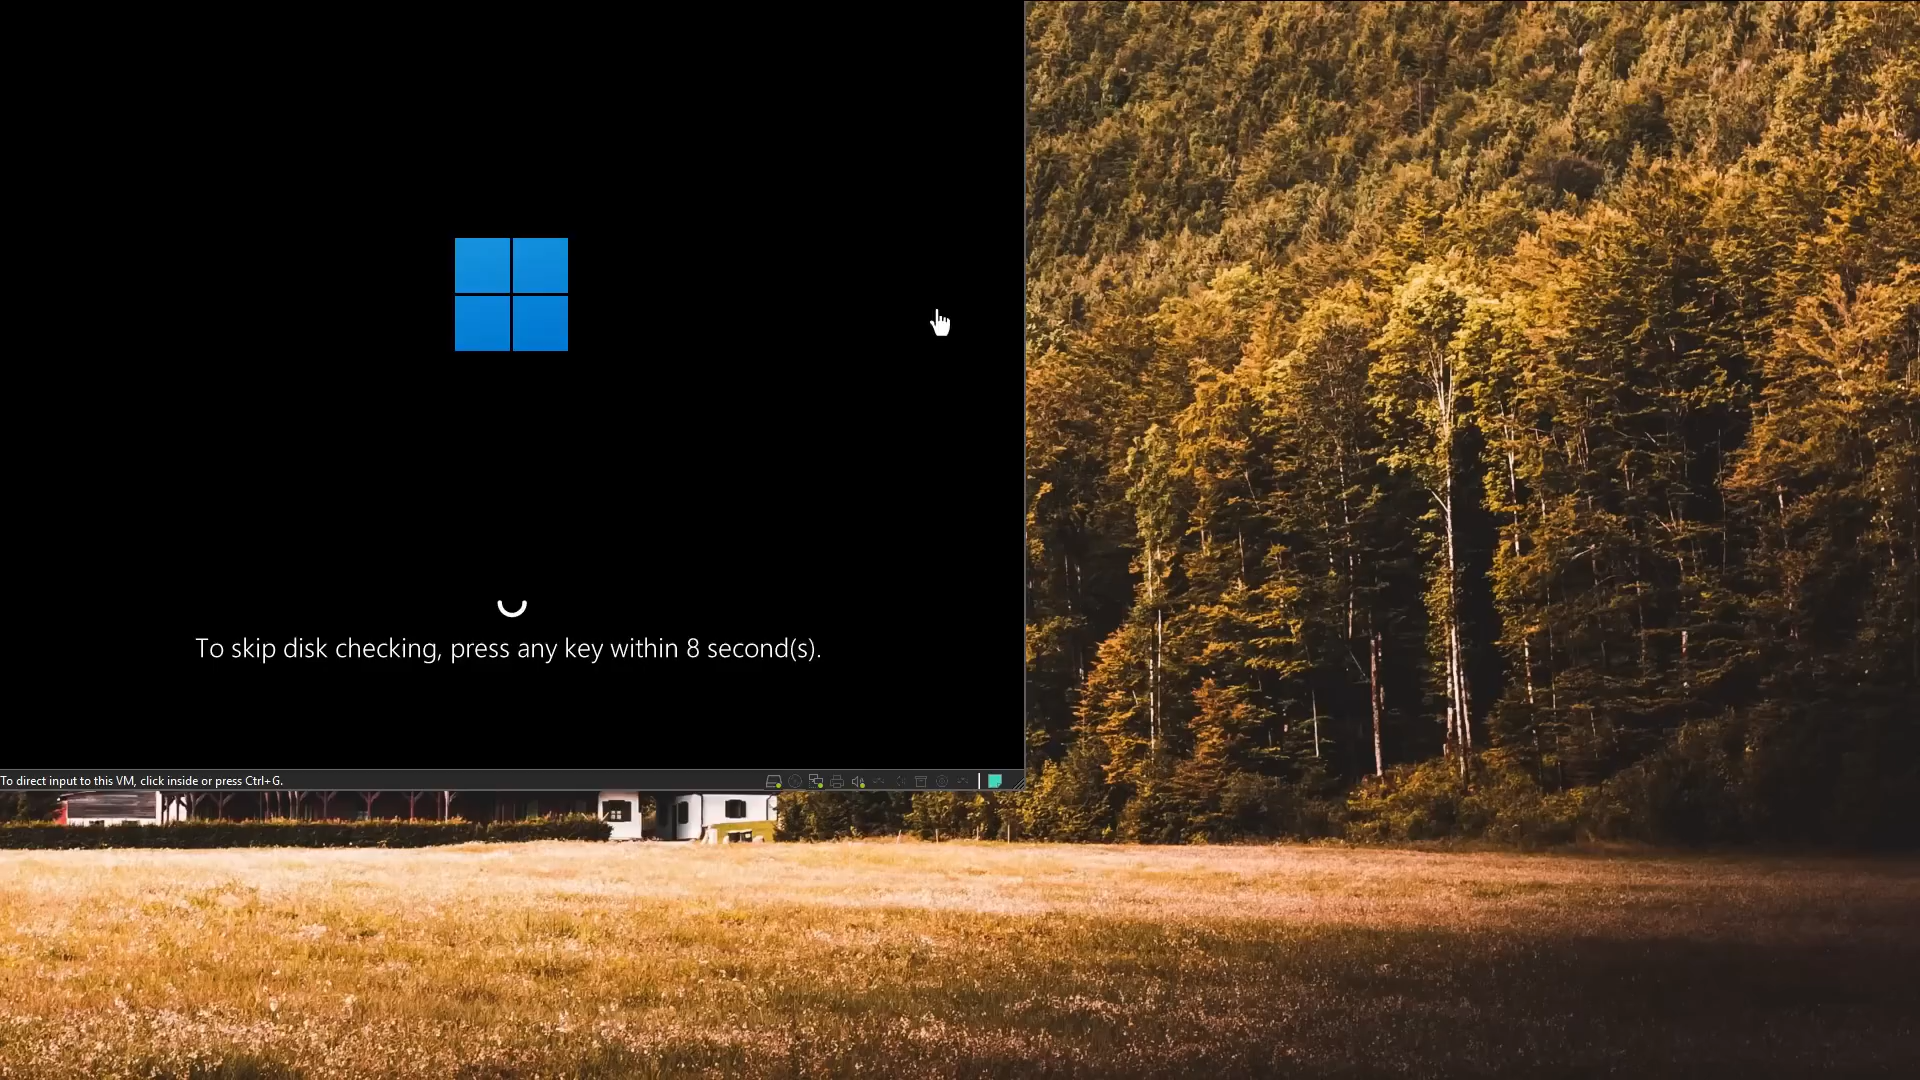 To skip disk checking, press any key within 8 second(s).
To direct input to this VM, click inside or press Ctrl+G.